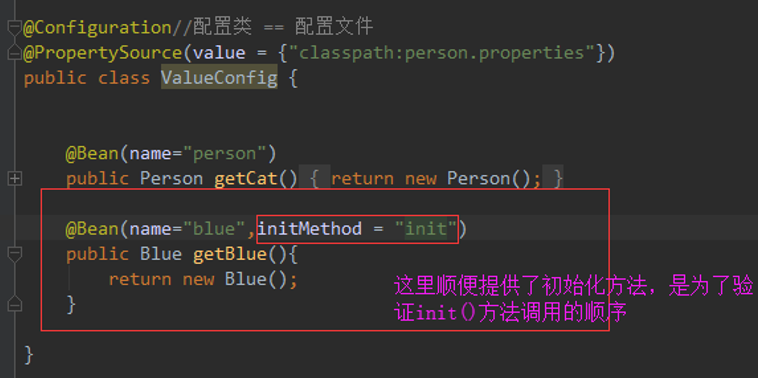 @Configuration//配置类 == 配置文件
@PropertySource(value = {"classpath:person.properties"})
public class ValueConfig {
@Bean(name="person")
public Person getCat() { return new Person(); }
@Bean(name="blue",initMethod = "init")
public Blue getBlue(){
return new Blue();
}
这里顺便提供了初始化方法，是为了验
证init()方法调用的顺序
}